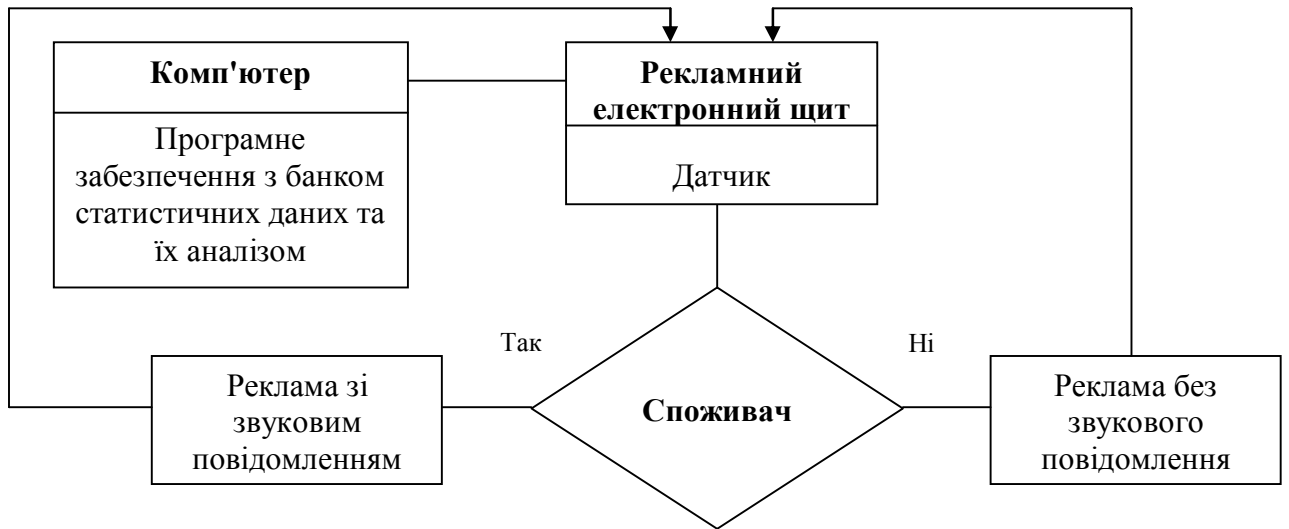 Комп'ютер
Програмне
забезпечення з банком
статистичних даних та
їх аналізом
Рекламний
електронний щит
Датчик
Так
Ні
Реклама зі
звуковим
повідомленням
Споживач
Реклама без
звукового
повідомлення